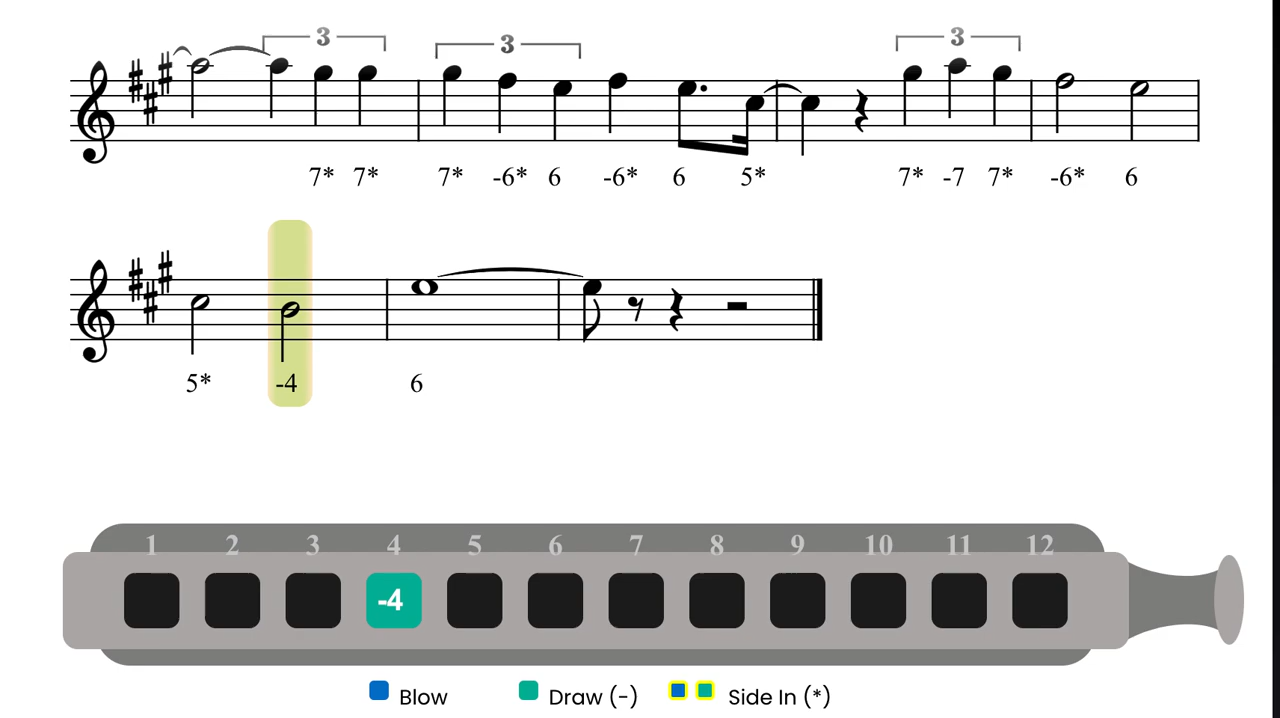 3 3 3
7* 7* 7* -6* 6 -6* 6 5* 7* -7 7* -6* 6
5* -4 6
1 2 3 4 5 6 7 8 9 10 11 12
-4
Blow Draw (-) Side In (*)